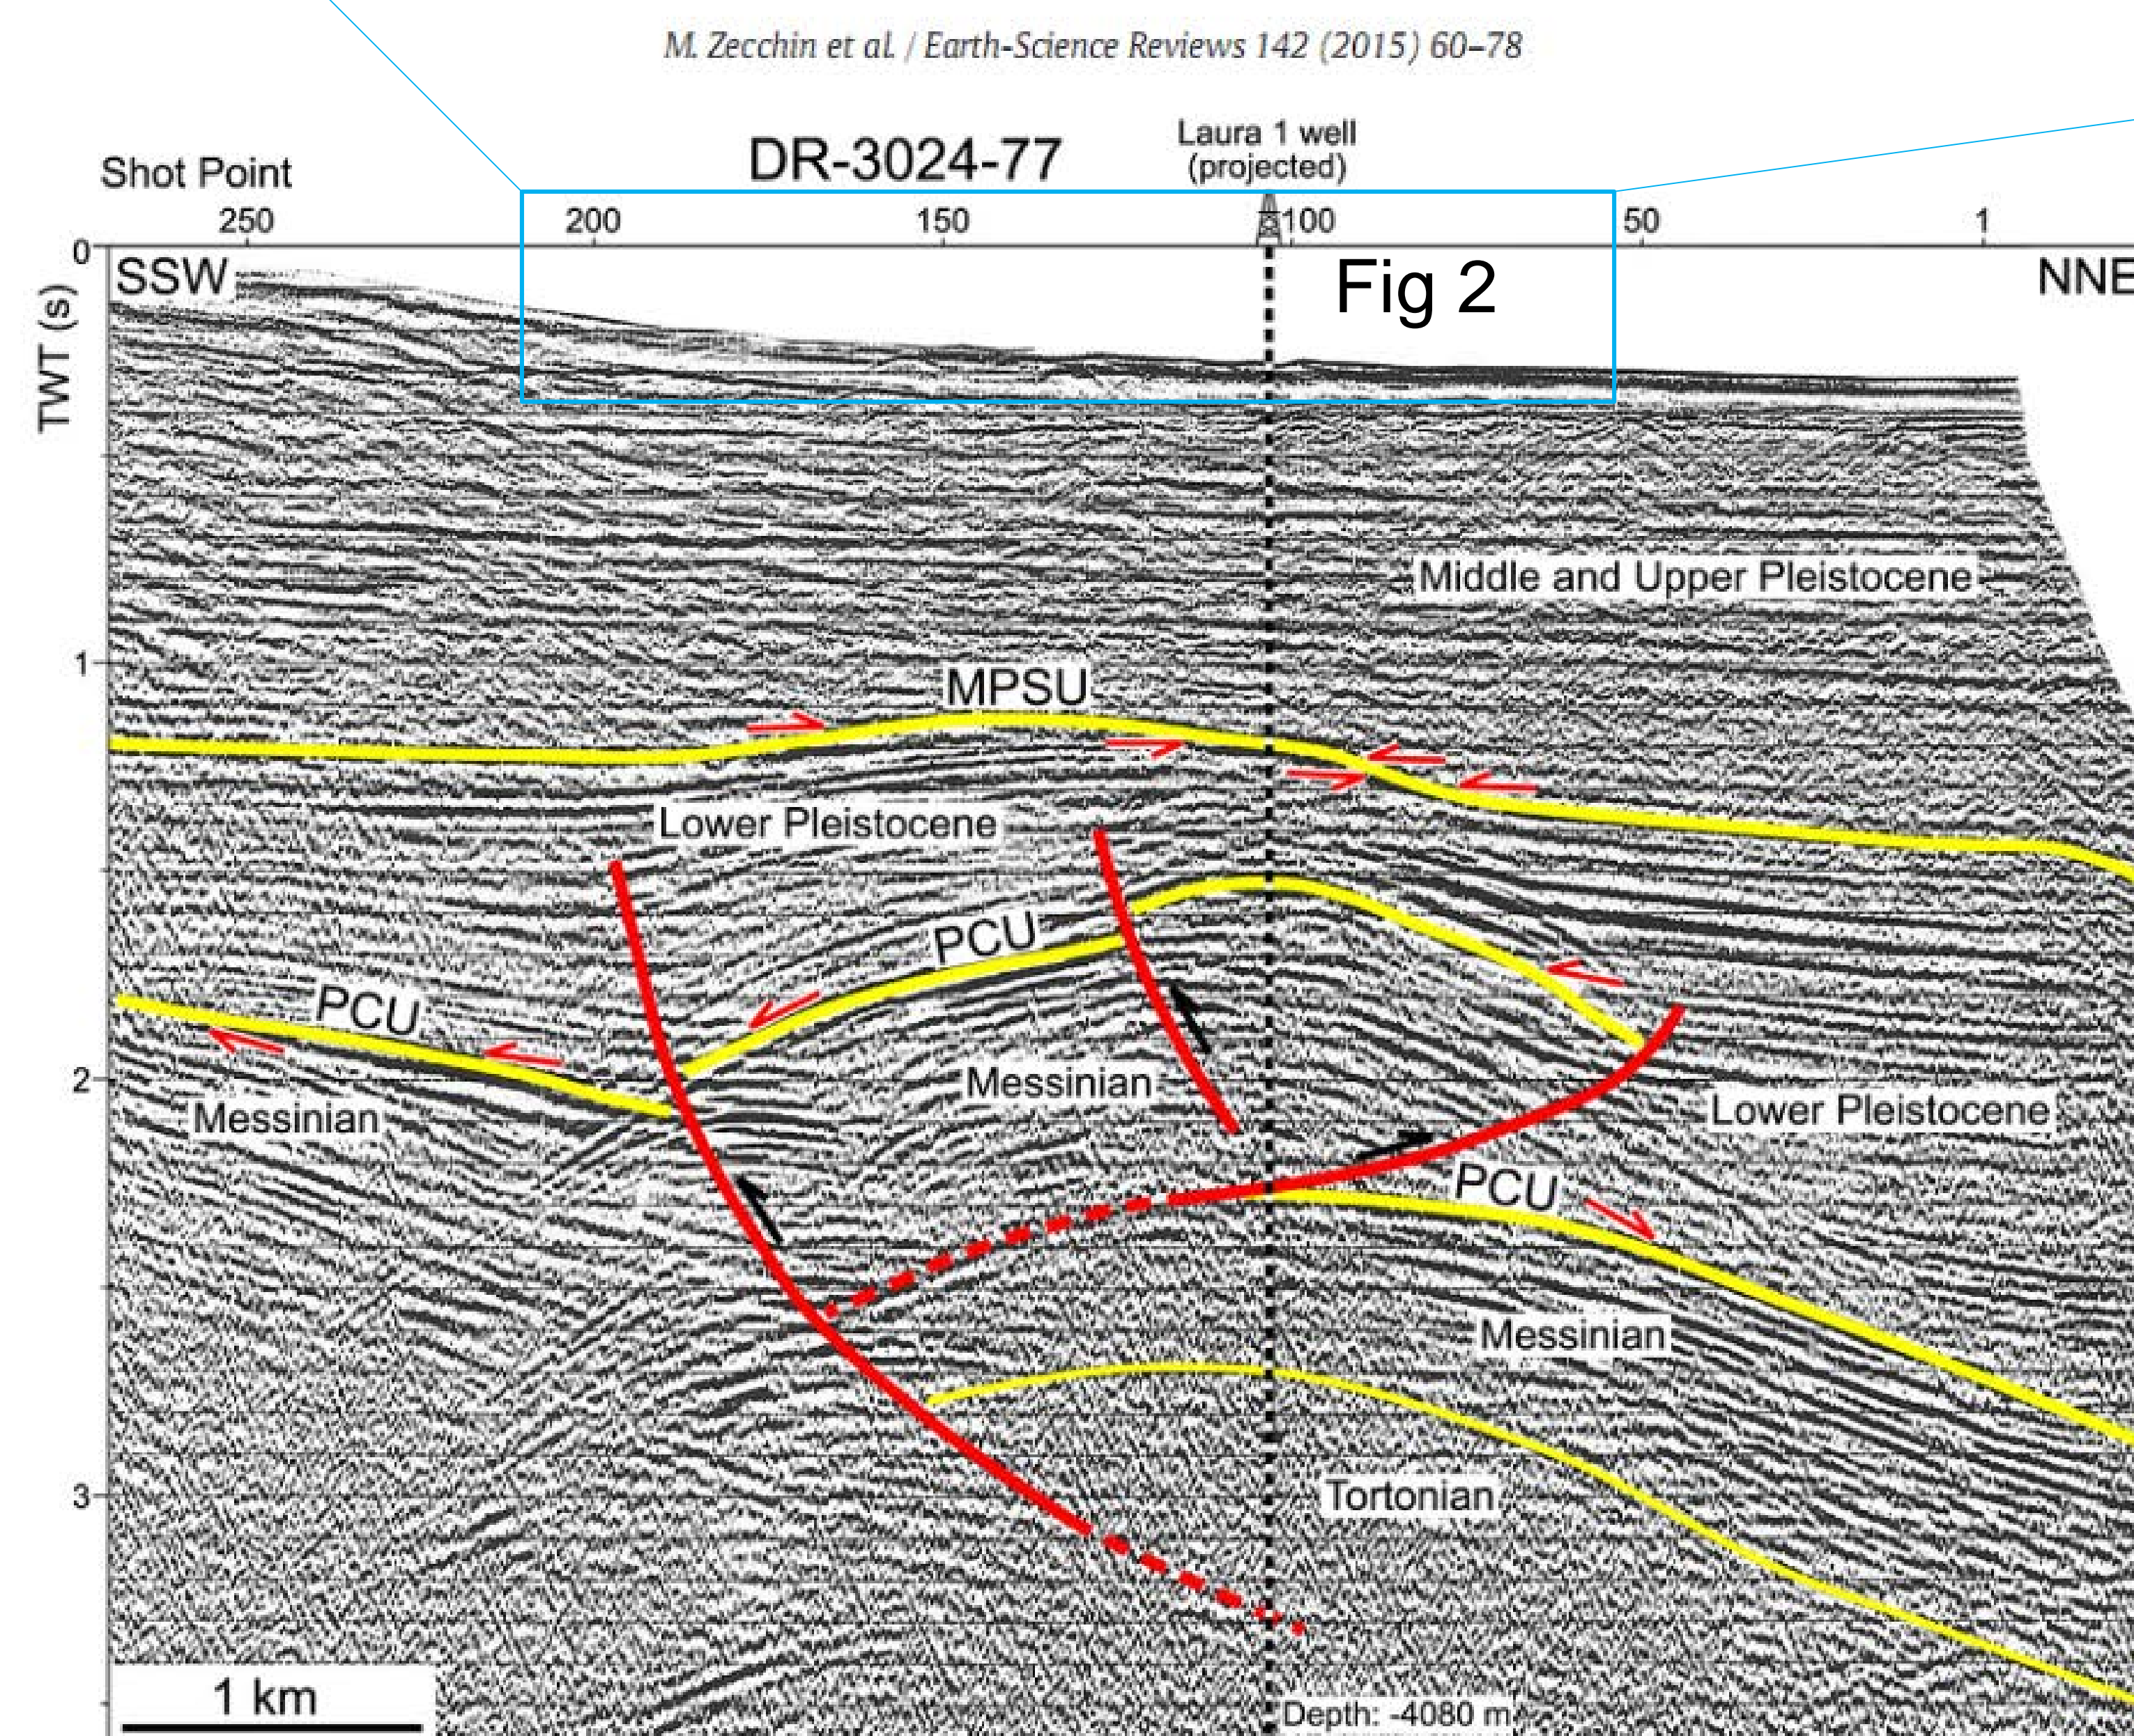 M. Zecchin et al. / Earth-Science Reviews 142 (2015) 60–78
Laura 1 well
(projected)
DR-3024-77
Shot Point
250 200 150 100 50 1
0
SSW
Fig 2
NNE
TWT (s)
Middle and Upper Pleistocene
1
MPSU
Lower Pleistocene
PCU
PCU
2
Messinian
Messinian
Lower Pleistocene
PCU
Messinian
3
Tortonian
1 km
Depth: -4080 m